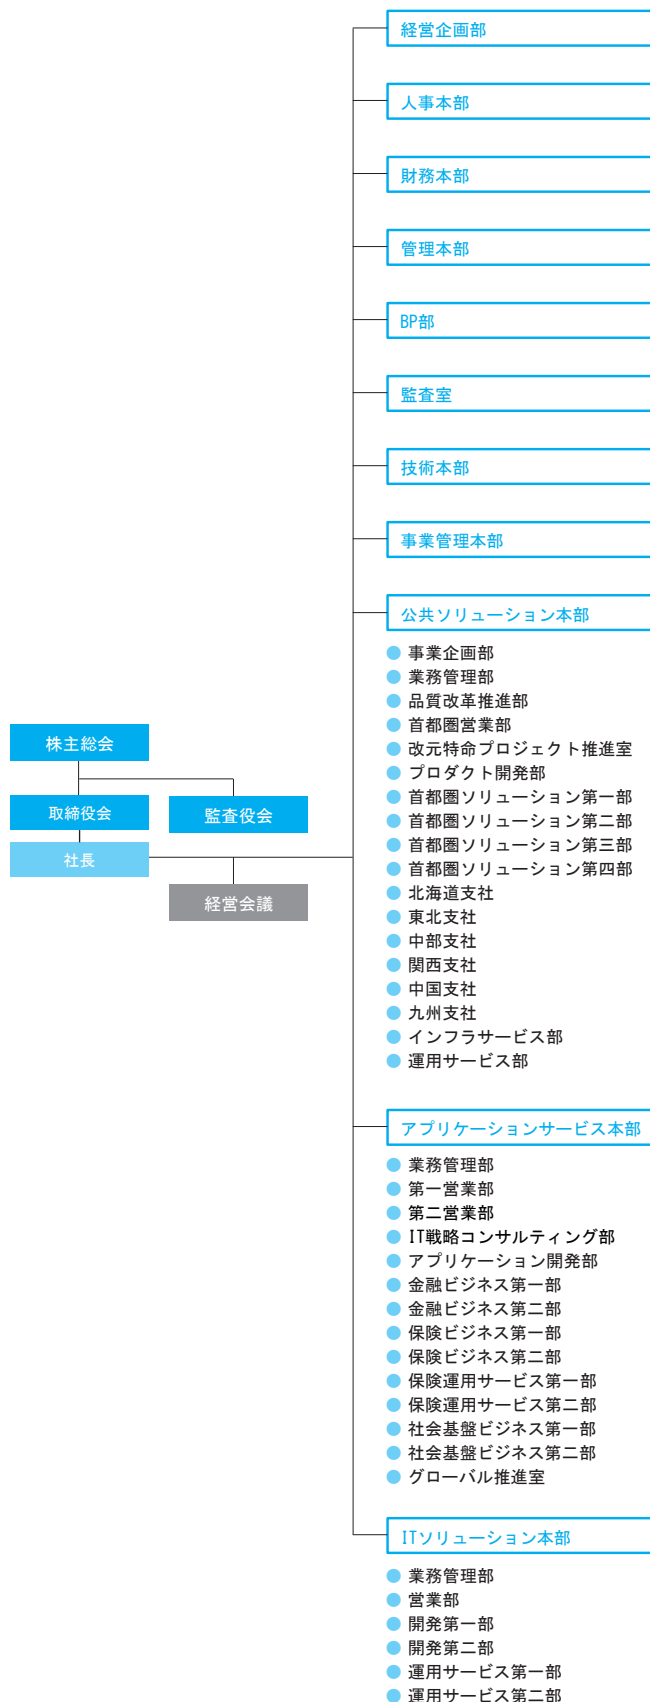 経営企画部
人事本部
財務本部
管理本部
BP部
監査室
技術本部
事業管理本部
公共ソリューション本部
事業企画部
業務管理部
品質改革推進部
首都圏営業部
改元特命プロジェクト推進室
プロダクト開発部
首都圏ソリューション第一部
首都圏ソリューション第二部
首都圏ソリューション第三部
首都圏ソリューション第四部
北海道支社
東北支社
中部支社
関西支社
中国支社
九州支社
インフラサービス部
運用サービス部
株主総会
取締役会
監査役会
社長
経営会議
アプリケーションサービス本部
業務管理部
第一営業部
第二営業部
IT戦略コンサルティング部
アプリケーション開発部
金融ビジネス第一部
金融ビジネス第二部
保険ビジネス第一部
保険ビジネス第二部
保険運用サービス第一部
保険運用サービス第二部
社会基盤ビジネス第一部
社会基盤ビジネス第二部
グローバル推進室
ITソリューション本部
業務管理部
営業部
開発第一部
開発第二部
運用サービス第一部
運用サービス第二部